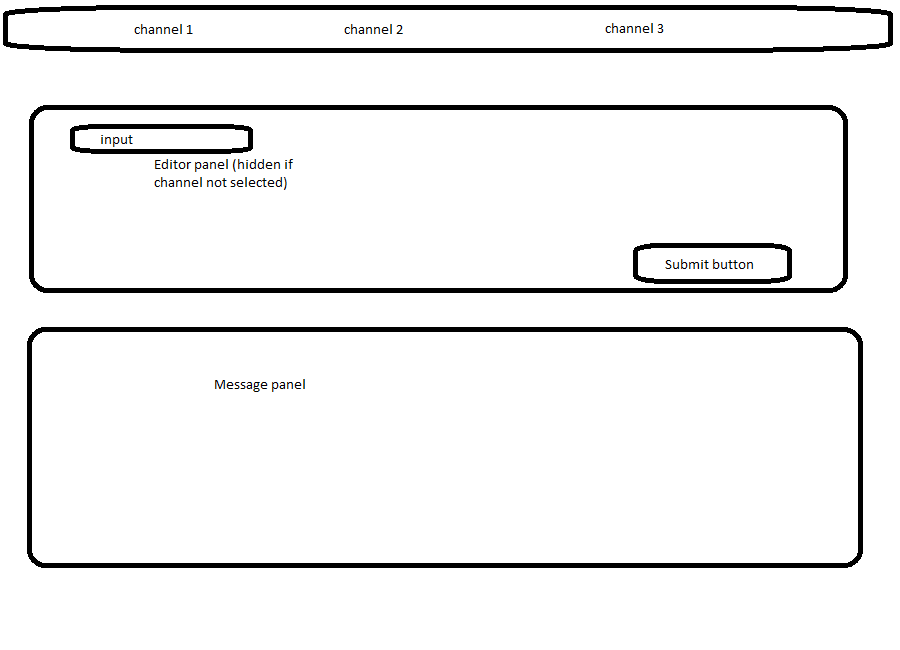 channel 1 channel 2 channel 3
input
Editor panel (hidden if
channel not selected)
Submit button
Message panel